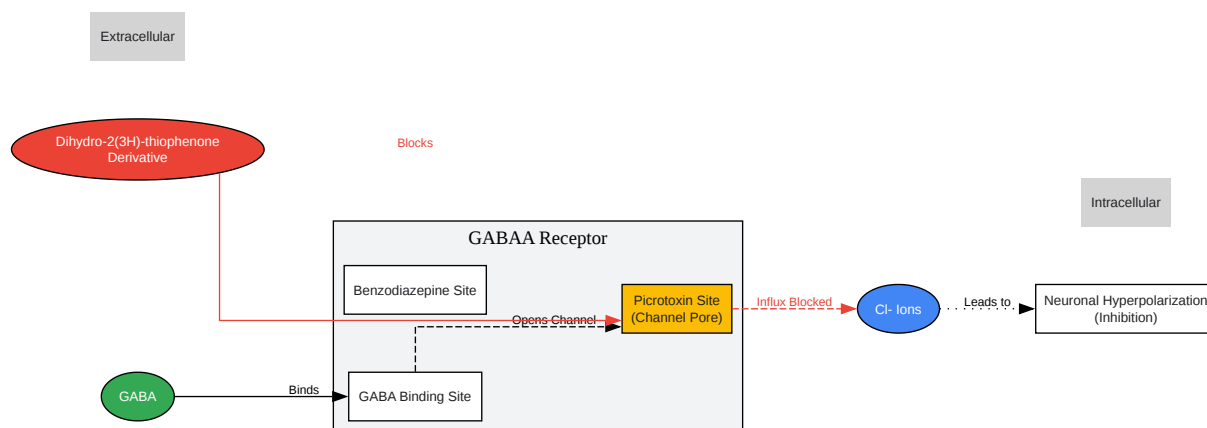 Extracellular
Dihydro-2(3H)-thiophenone
Derivative
Blocks
Intracellular
GABAA Receptor
Benzodiazepine Site
Picrotoxin Site
(Channel Pore)
Influx Blocked
Cl- Ions
Leads to
Neuronal Hyperpolarization
(Inhibition)
Opens Channel
GABA
Binds
GABA Binding Site